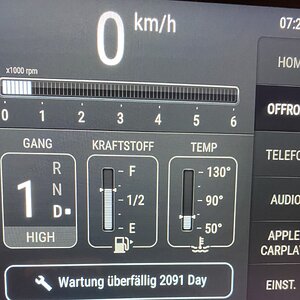 0 km/h
07:2
x1000 rpm
HOM
0 1 2 3 4 5 6
OFFRO
GANG
KRAFTSTOFF
TEMP
R
N
D
1
HIGH
F
1/2
E
130°
90°
50°
TELEFO
AUDIO
APPLE
CARPLA
EINST.
Wartung überfällig 2091 Day